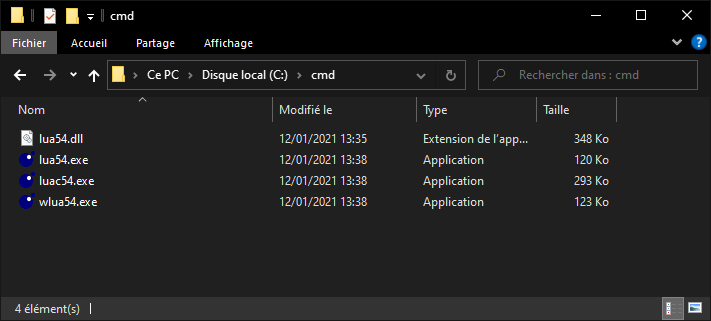 cmd
Fichier Accueil Partage Affichage
Ce PC Disque local (C:) cmd Rechercher dans : cmd
Nom Modifié le Type Taille
lua54.dll 12/01/2021 13:35 Extension de l'app... 348 Ko
lua54.exe 12/01/2021 13:38 Application 120 Ko
luac54.exe 12/01/2021 13:38 Application 293 Ko
wlua54.exe 12/01/2021 13:38 Application 123 Ko
4 élément(s)